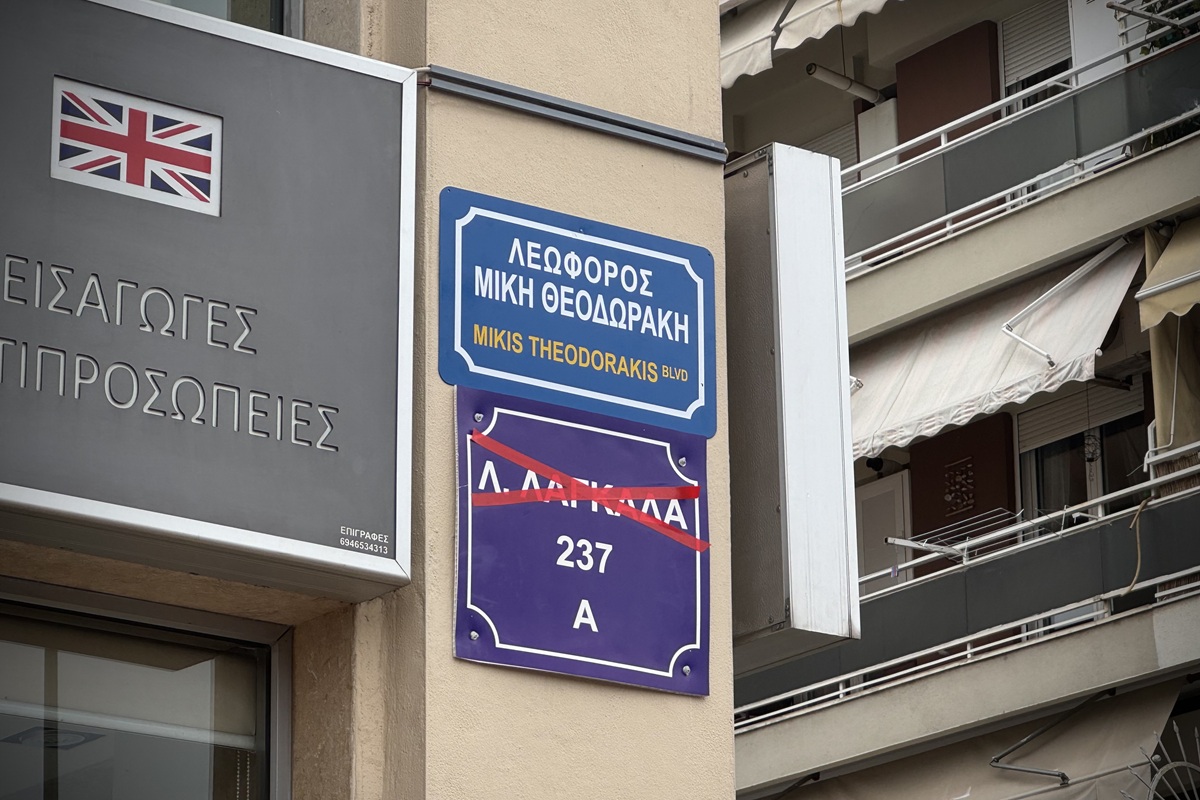 ΕΙΣΑΓΩΓΕΣ
ΤΙΠΡΟΣΩΠΕΙΕΣ
ΕΠΙΓΡΑΦΕΣ
6946534313
ΛΕΩΦΟΡΟΣ
ΜΙΚΗ ΘΕΟΔΩΡΑΚΗ
MIKIS THEODORAKIS BLVD
Λ. ΛΑΓΚΑΔΑ
237
Α